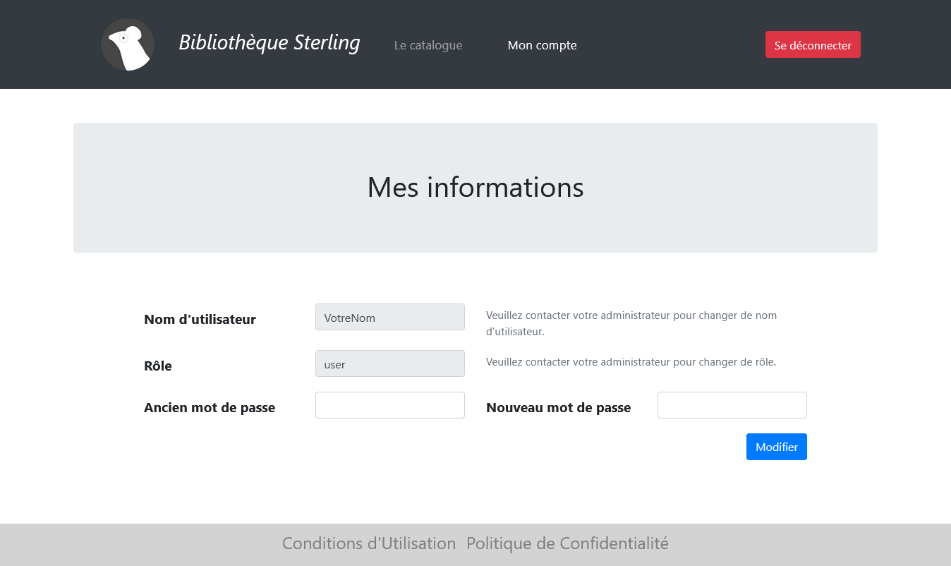 Bibliothèque Sterling
Le catalogue
Mon compte
Se déconnecter
Mes informations
Nom d'utilisateur
VotreNom
Veuillez contacter votre administrateur pour changer de nom
d'utilisateur.
Rôle
user
Veuillez contacter votre administrateur pour changer de rôle.
Ancien mot de passe
Nouveau mot de passe
Modifier
Conditions d'Utilisation Politique de Confidentialité